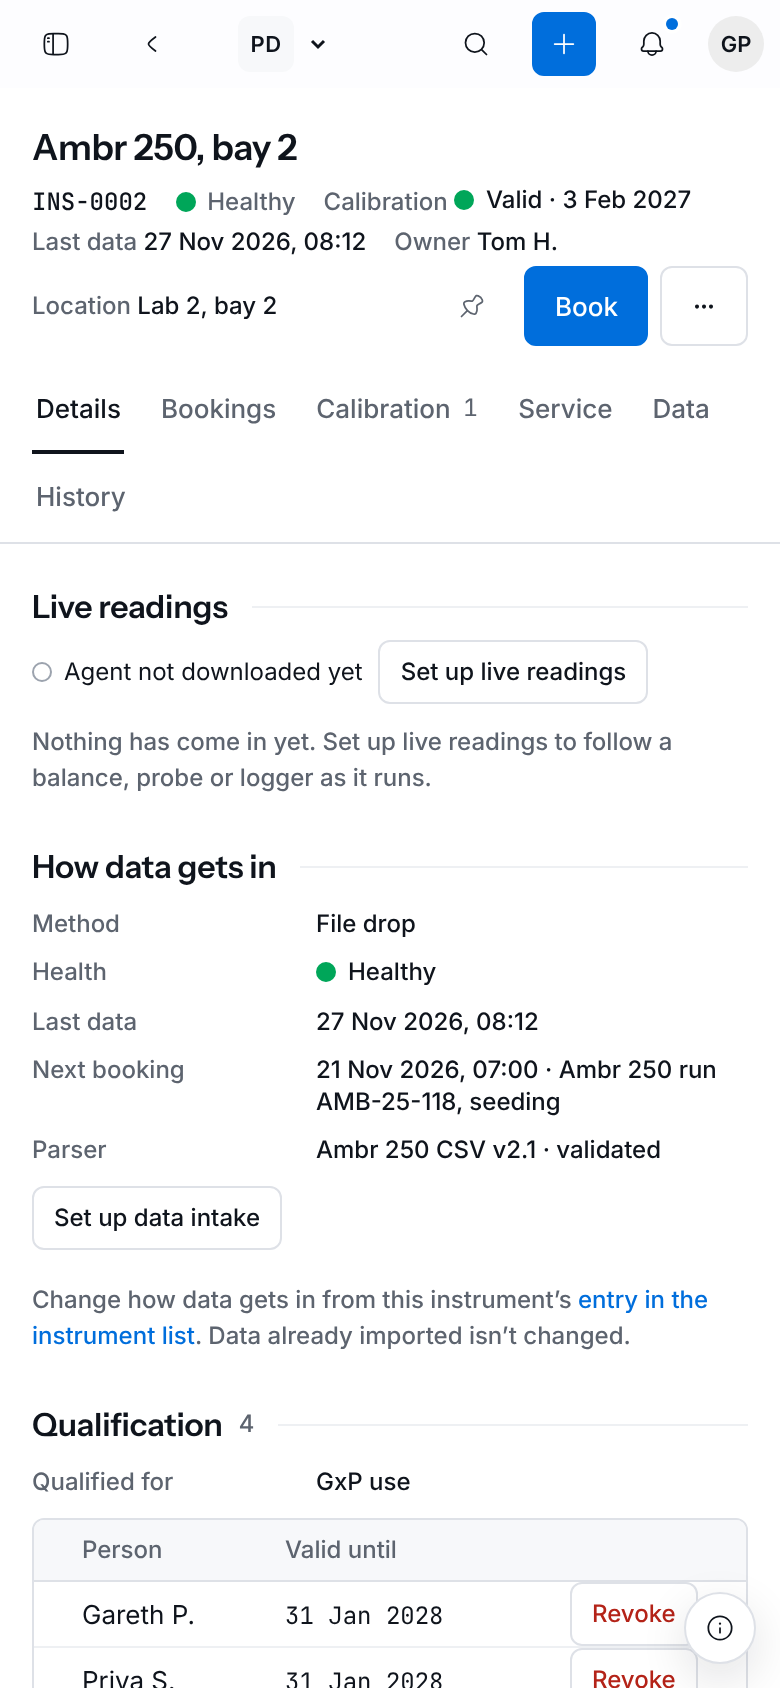 PD
GP
Ambr 250, bay 2
INS-0002 Healthy Calibration Valid · 3 Feb 2027
Last data 27 Nov 2026, 08:12 Owner Tom H.
Location Lab 2, bay 2
Book
Details Bookings Calibration 1 Service Data
History
Live readings
Agent not downloaded yet Set up live readings
Nothing has come in yet. Set up live readings to follow a
balance, probe or logger as it runs.
How data gets in
Method File drop
Health Healthy
Last data 27 Nov 2026, 08:12
Next booking 21 Nov 2026, 07:00 · Ambr 250 run
AMB-25-118, seeding
Parser Ambr 250 CSV v2.1 · validated
Set up data intake
Change how data gets in from this instrument’s entry in the
instrument list. Data already imported isn’t changed.
Qualification 4
Qualified for GxP use
Person Valid until
Gareth P. 31 Jan 2028 Revoke
Priya S. 31 Jan 2028 Revoke